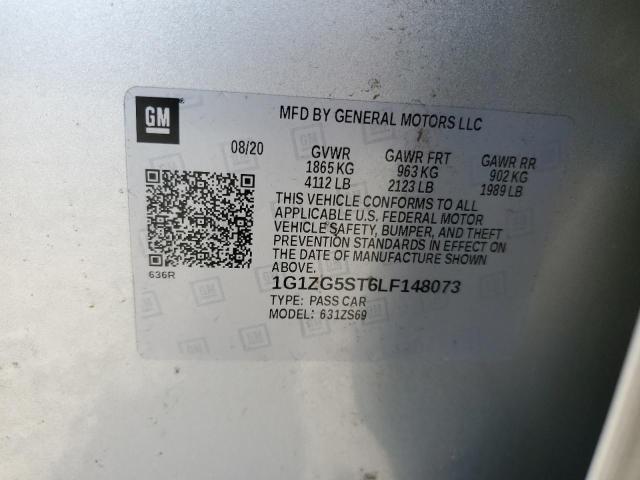 GM
MFD BY GENERAL MOTORS LLC
08/20 GVWR GAWR FRT GAWR RR
1865 KG 963 KG 902 KG
4112 LB 2123 LB 1989 LB
THIS VEHICLE CONFORMS TO ALL
APPLICABLE U.S. FEDERAL MOTOR
VEHICLE SAFETY, BUMPER, AND THEFT
PREVENTION STANDARDS IN EFFECT ON
THE DATE OF MANUFACTURE SHOWN
ABOVE.
636R
1G1ZG5ST6LF148073
TYPE: PASS CAR
MODEL: 631ZS69